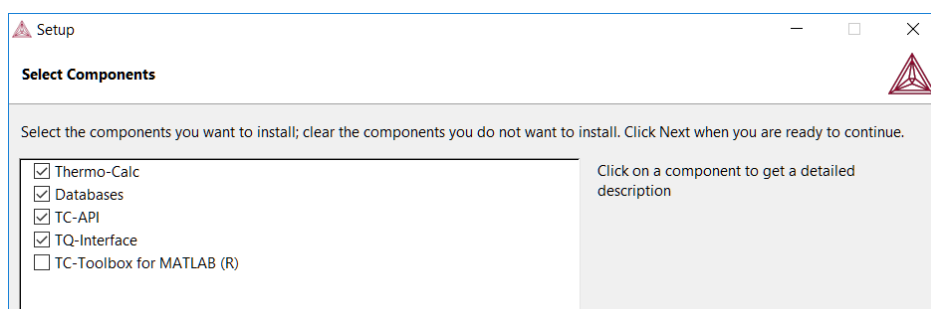 Setup
Select Components
Select the components you want to install; clear the components you do not want to install. Click Next when you are ready to continue.
Thermo-Calc
Click on a component to get a detailed
description
Databases
TC-API
TQ-Interface
TC-Toolbox for MATLAB (R)